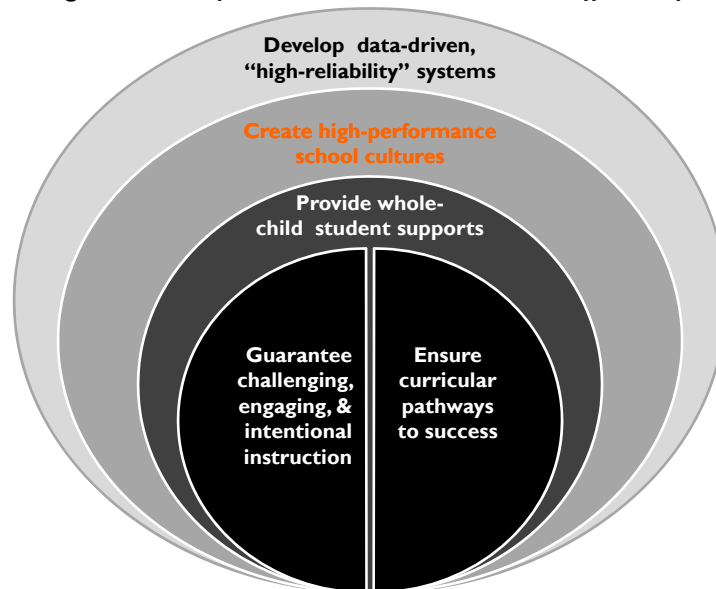 Develop data-driven,
“high-reliability” systems
Create high-performance
school cultures
Provide whole-
child student supports
Guarantee
challenging,
engaging, &
intentional
instruction
Ensure
curricular
pathways
to success